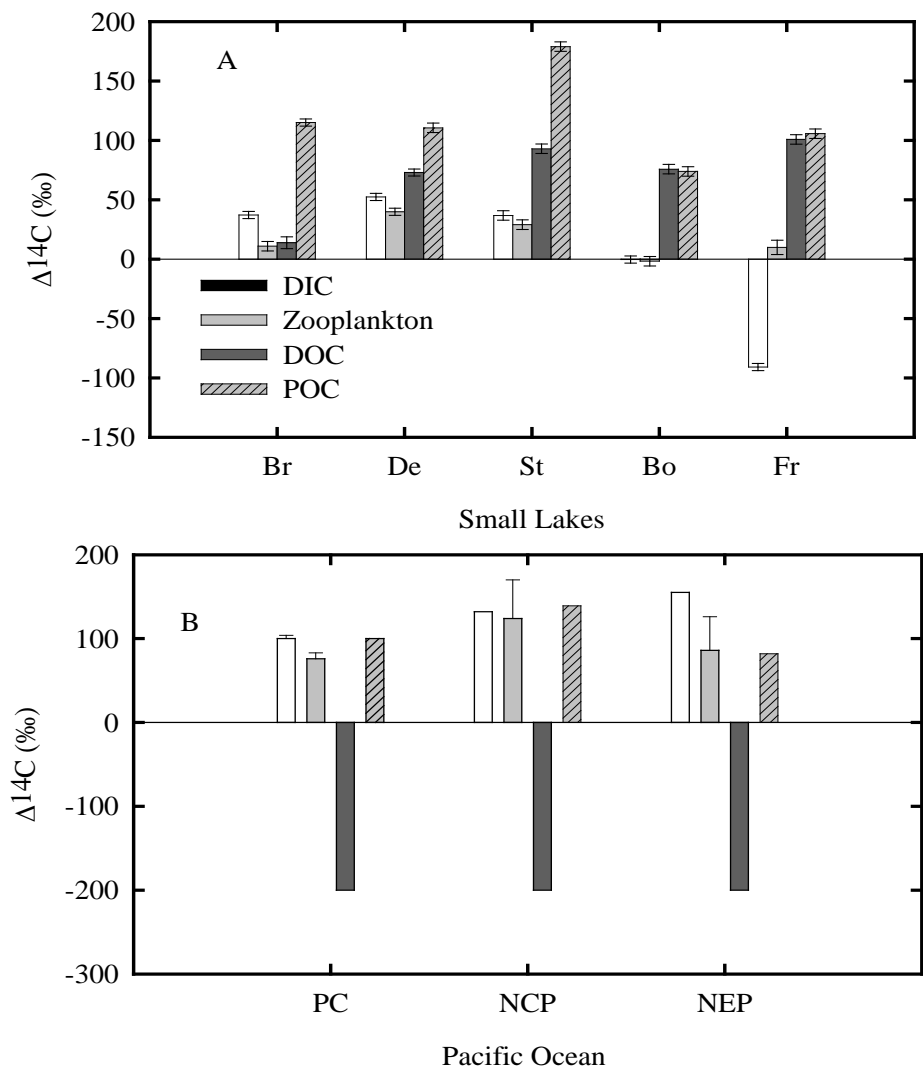 200
A
150
100
50
0
-50
-100
-150
Δ14C (‰)
DIC
Zooplankton
DOC
POC
Br De St Bo Fr
Small Lakes
200
B
100
0
-100
-200
-300
Δ14C (‰)
PC NCP NEP
Pacific Ocean